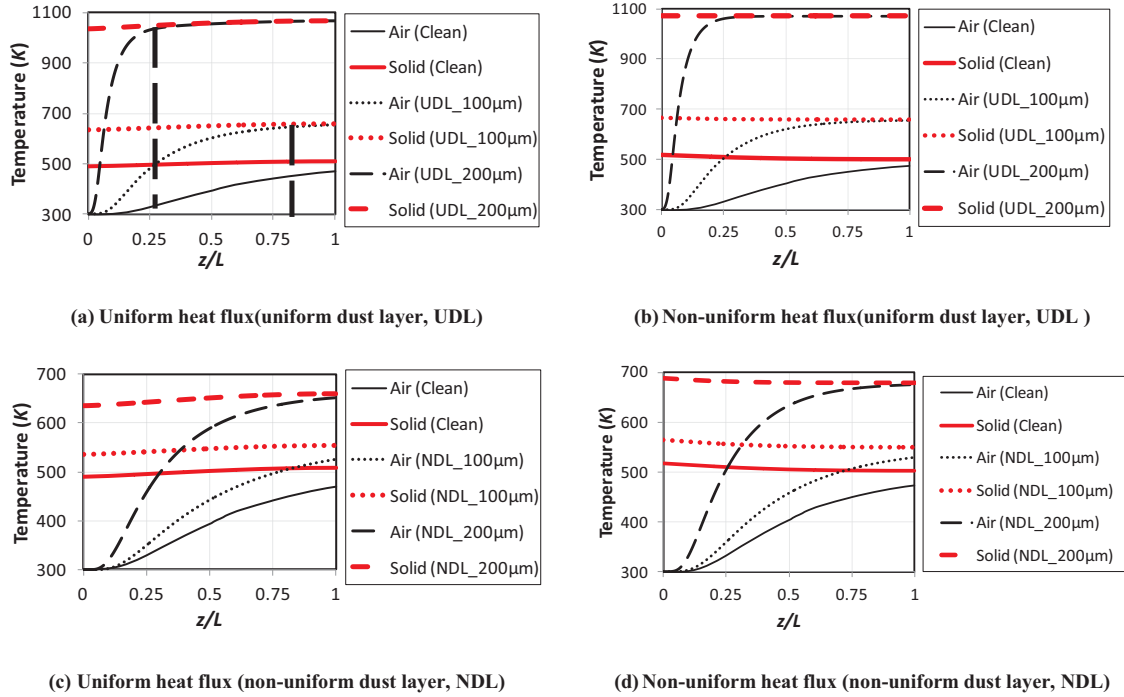 1100
900
700
500
300
Temperature (K)
0 0.25 0.5 0.75 1
z/L
Air (Clean)
Solid (Clean)
Air (UDL_100μm)
Solid (UDL_100μm)
Air (UDL_200μm)
Solid (UDL_200μm)
(a) Uniform heat flux(uniform dust layer, UDL)
1100
900
700
500
300
Temperature (K)
0 0.25 0.5 0.75 1
z/L
Air (Clean)
Solid (Clean)
Air (UDL_100μm)
Solid (UDL_100μm)
Air (UDL_200μm)
Solid (UDL_200μm)
(b) Non-uniform heat flux(uniform dust layer, UDL )
700
600
500
400
300
Temperature (K)
0 0.25 0.5 0.75 1
z/L
Air (Clean)
Solid (Clean)
Air (NDL_100μm)
Solid (NDL_100μm)
Air (NDL_200μm)
Solid (NDL_200μm)
(c) Uniform heat flux (non-uniform dust layer, NDL)
700
600
500
400
300
Temperature (K)
0 0.25 0.5 0.75 1
z/L
Air (Clean)
Solid (Clean)
Air (NDL_100μm)
Solid (NDL_100μm)
Air (NDL_200μm)
Solid (NDL_200μm)
(d) Non-uniform heat flux (non-uniform dust layer, NDL)